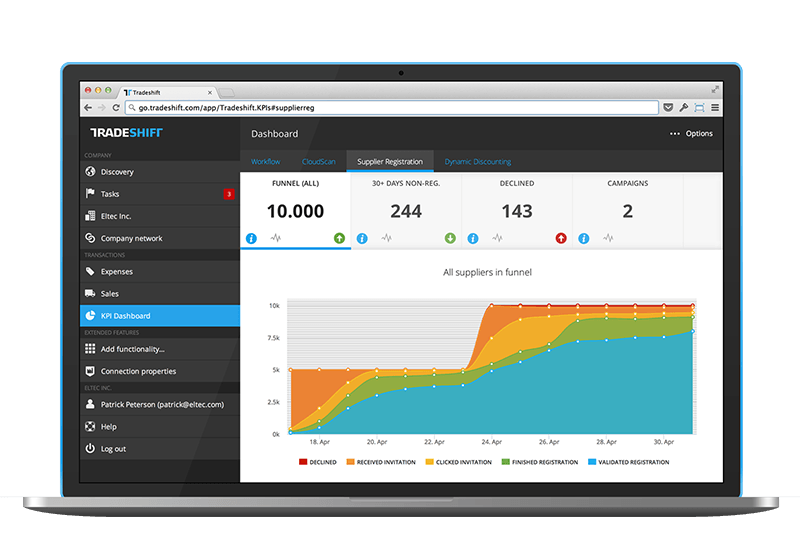 Tradeshift
go.tradeshift.com/app/Tradeshift.KPIs#supplierreg
TRADESHIFT
Dashboard
Options
COMPANY
Discovery
Tasks
3
Eltec Inc.
Company network
TRANSACTIONS
Expenses
Sales
KPI Dashboard
EXTENDED FEATURES
Add functionality...
Connection properties
ELTEC INC.
Patrick Peterson (patrick@eltec.com)
Help
Log out
Workflow CloudScan Supplier Registration Dynamic Discounting
FUNNEL (ALL) 30+ DAYS NON-REG. DECLINED CAMPAIGNS
10.000 244 143 2
All suppliers in funnel
10k
7.5k
5k
2.5k
0k
18. Apr 20. Apr 22. Apr 24. Apr 26. Apr 28. Apr 30. Apr
DECLINED RECEIVED INVITATION CLICKED INVITATION FINISHED REGISTRATION VALIDATED REGISTRATION